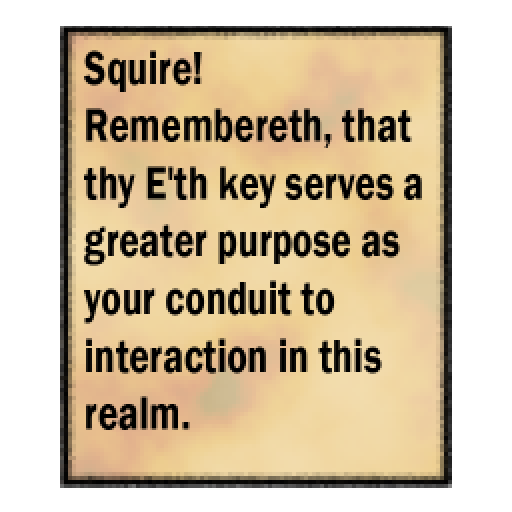 Squire!
Remembereth, that
thy E'th key serves a
greater purpose as
your conduit to
interaction in this
realm.